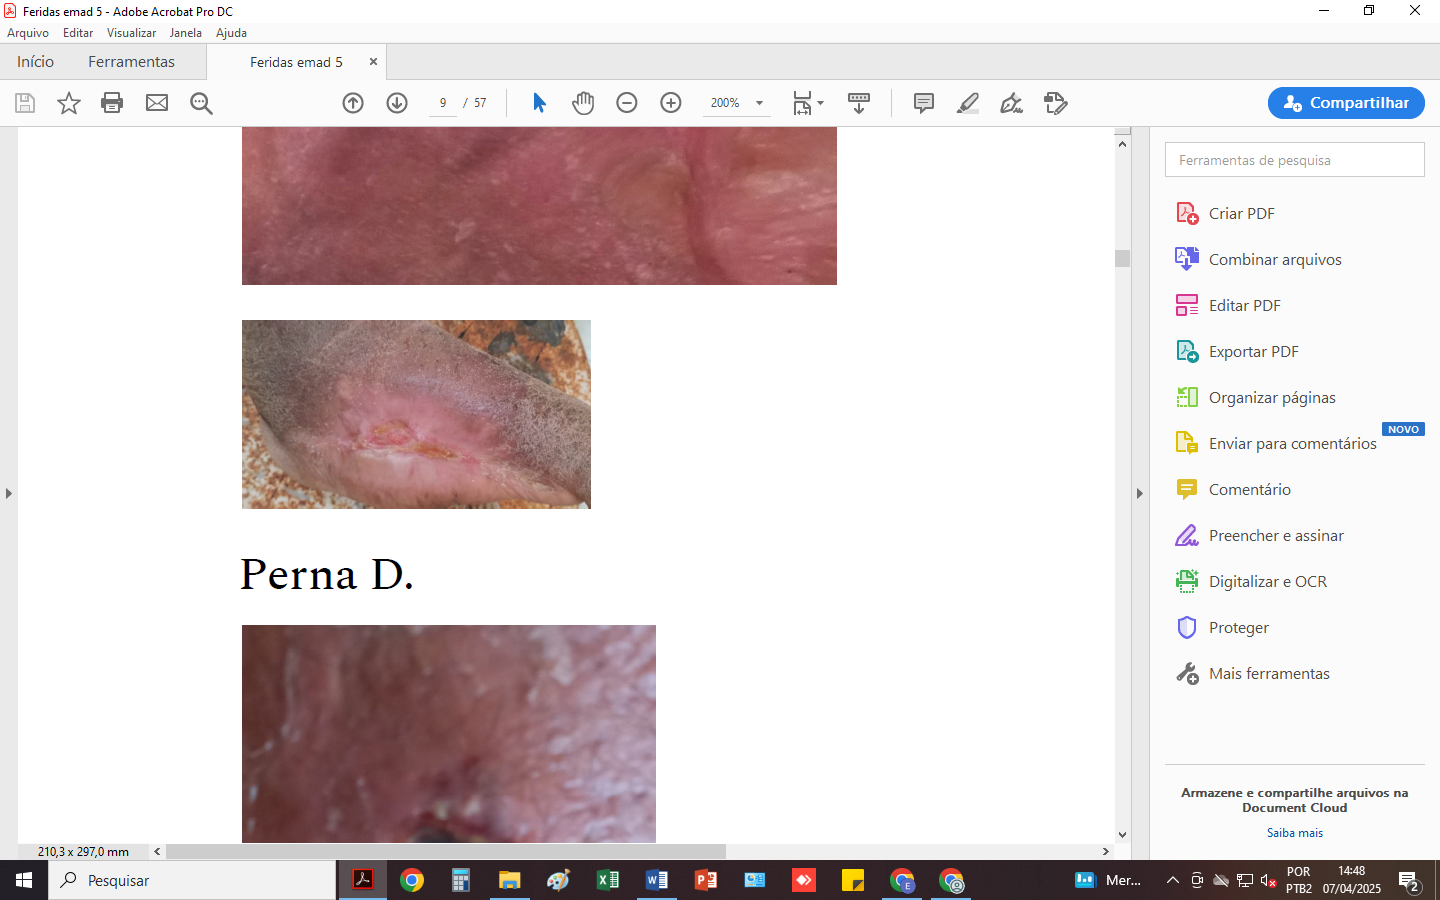 Feridas emad 5 - Adobe Acrobat Pro DC
Arquivo Editar Visualizar Janela Ajuda
Início Ferramentas Feridas emad 5
9 / 57 200% Compartilhar
Ferramentas de pesquisa
Criar PDF
Combinar arquivos
Editar PDF
Exportar PDF
Organizar páginas
NOVO
Enviar para comentários
Comentário
Perna D.
Preencher e assinar
Digitalizar e OCR
Proteger
Mais ferramentas
Armazene e compartilhe arquivos na
Document Cloud
Saiba mais
210,3 x 297,0 mm
Pesquisar
E
Mer...
POR
PTB2
14:48
07/04/2025
2